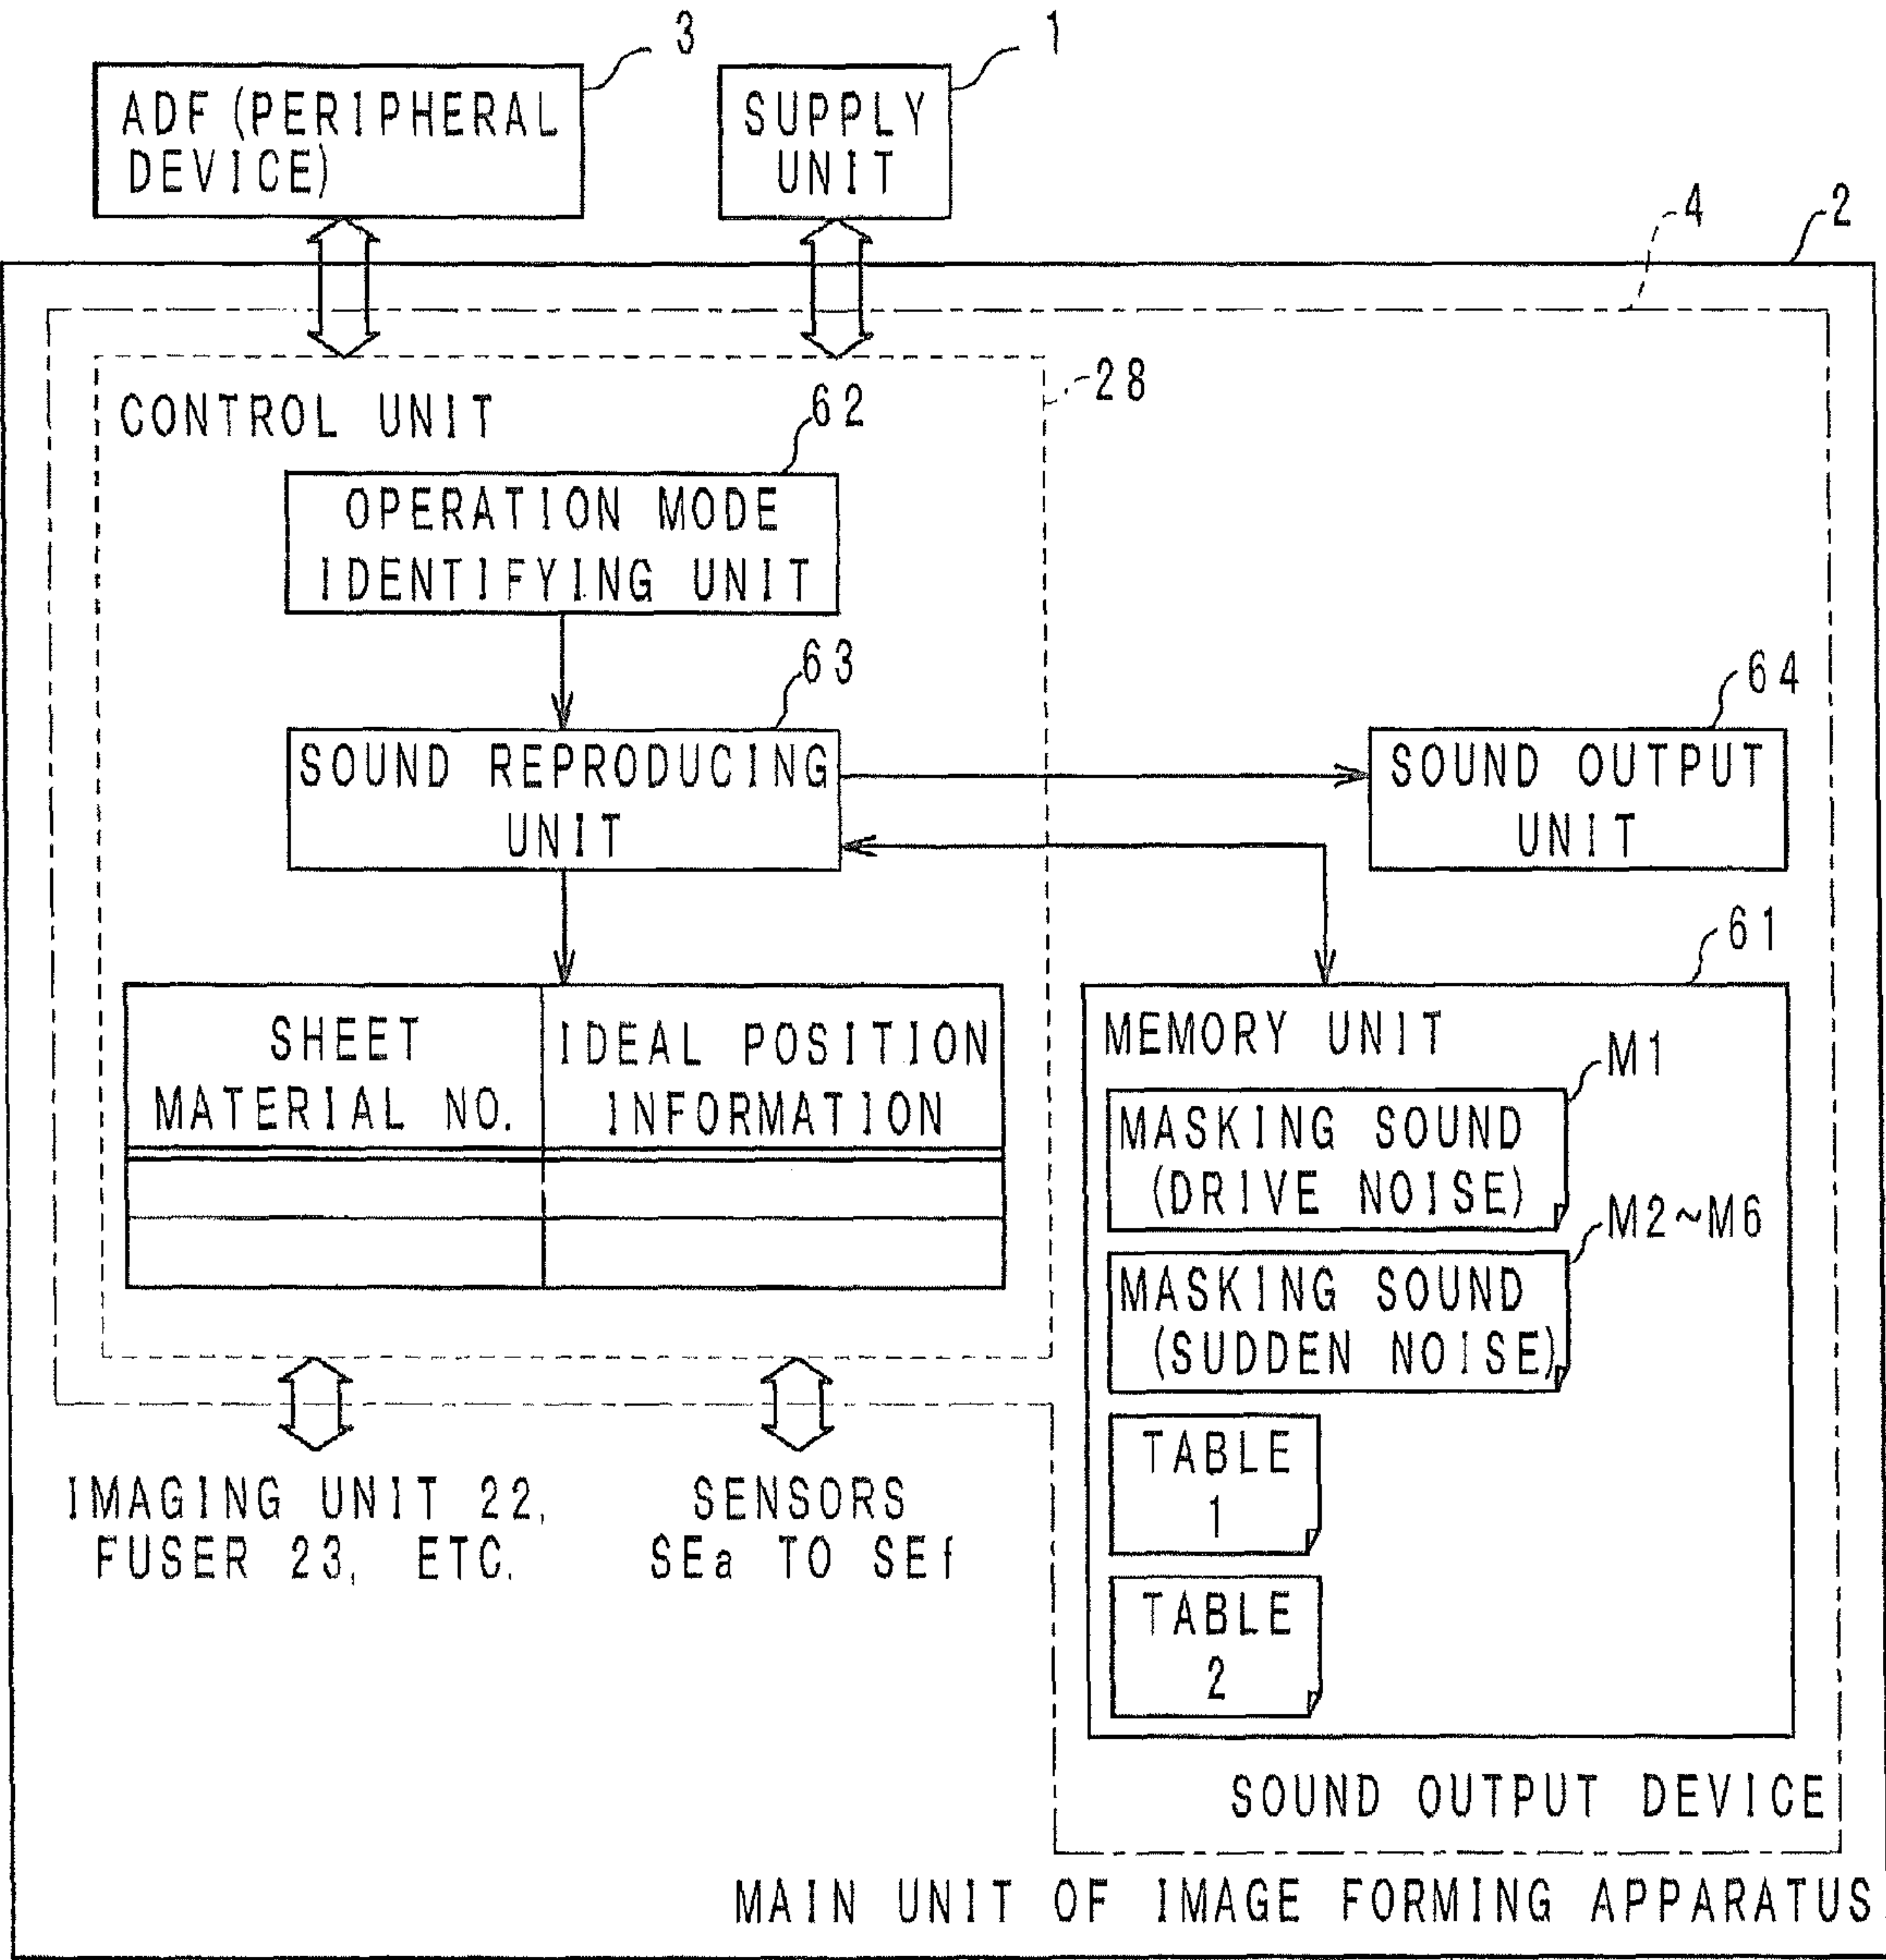 3
1
ADF (PERIPHERAL
DEVICE)
SUPPLY
UNIT
4
2
CONTROL UNIT
28
62
OPERATION MODE
IDENTIFYING UNIT
63
SOUND REPRODUCING
UNIT
64
SOUND OUTPUT
UNIT
61
SHEET
MATERIAL NO.
IDEAL POSITION
INFORMATION
MEMORY UNIT
M1
MASKING SOUND
(DRIVE NOISE)
M2~M6
MASKING SOUND
(SUDDEN NOISE)
TABLE
1
TABLE
2
IMAGING UNIT 22,
FUSER 23, ETC.
SENSORS
SEa TO SEf
SOUND OUTPUT DEVICE
MAIN UNIT OF IMAGE FORMING APPARATUS